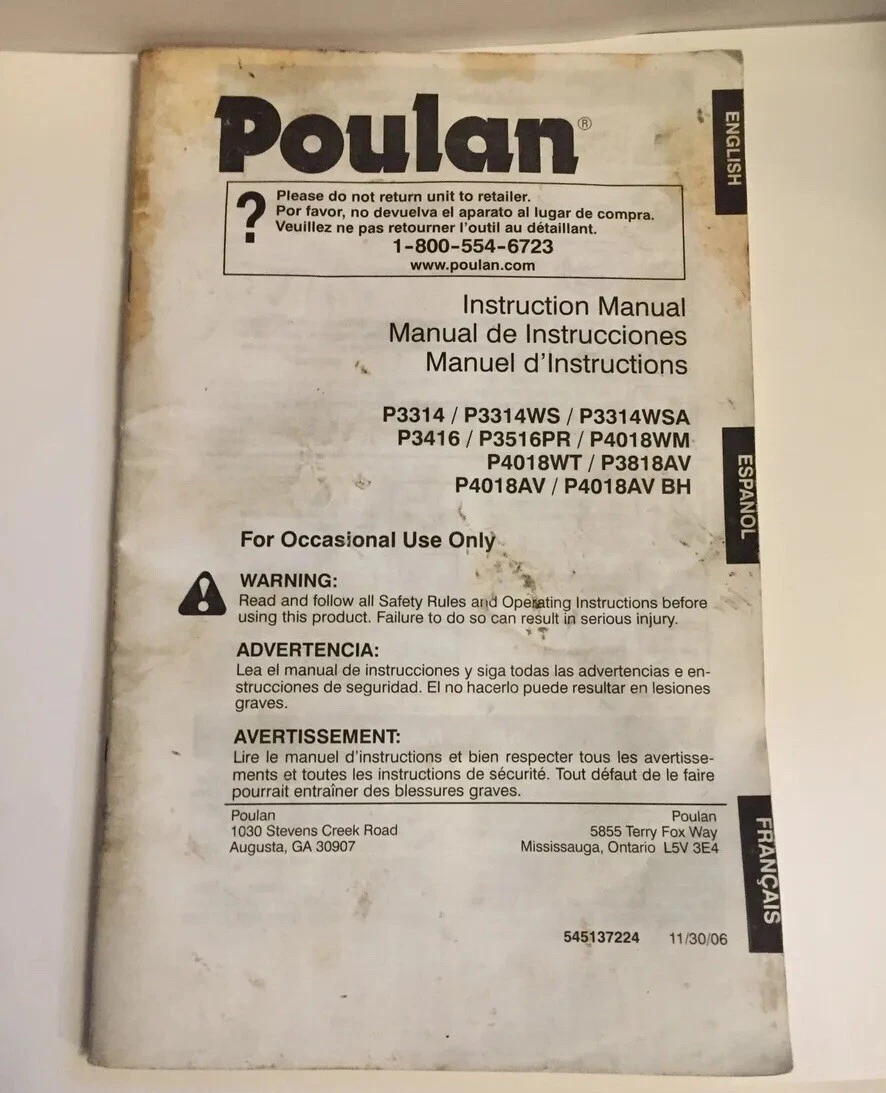 Poulan®
ENGLISH
?
Please do not return unit to retailer.
Por favor, no devuelva el aparato al lugar de compra.
Veuillez ne pas retourner l'outil au détaillant.
1-800-554-6723
www.poulan.com
Instruction Manual
Manual de Instrucciones
Manuel d'Instructions
P3314 / P3314WS / P3314WSA
P3416 / P3516PR / P4018WM
P4018WT / P3818AV
P4018AV / P4018AV BH
ESPAÑOL
For Occasional Use Only
WARNING:
Read and follow all Safety Rules and Operating Instructions before
using this product. Failure to do so can result in serious injury.
ADVERTENCIA:
Lea el manual de instrucciones y siga todas las advertencias e en-
strucciones de seguridad. El no hacerlo puede resultar en lesiones
graves.
AVERTISSEMENT:
Lire le manuel d'instructions et bien respecter tous les avertisse-
ments et toutes les instructions de sécurité. Tout défaut de le faire
pourrait entraîner des blessures graves.
Poulan
1030 Stevens Creek Road
Augusta, GA 30907
Poulan
5855 Terry Fox Way
Mississauga, Ontario L5V 3E4
FRANÇAIS
545137224 11/30/06